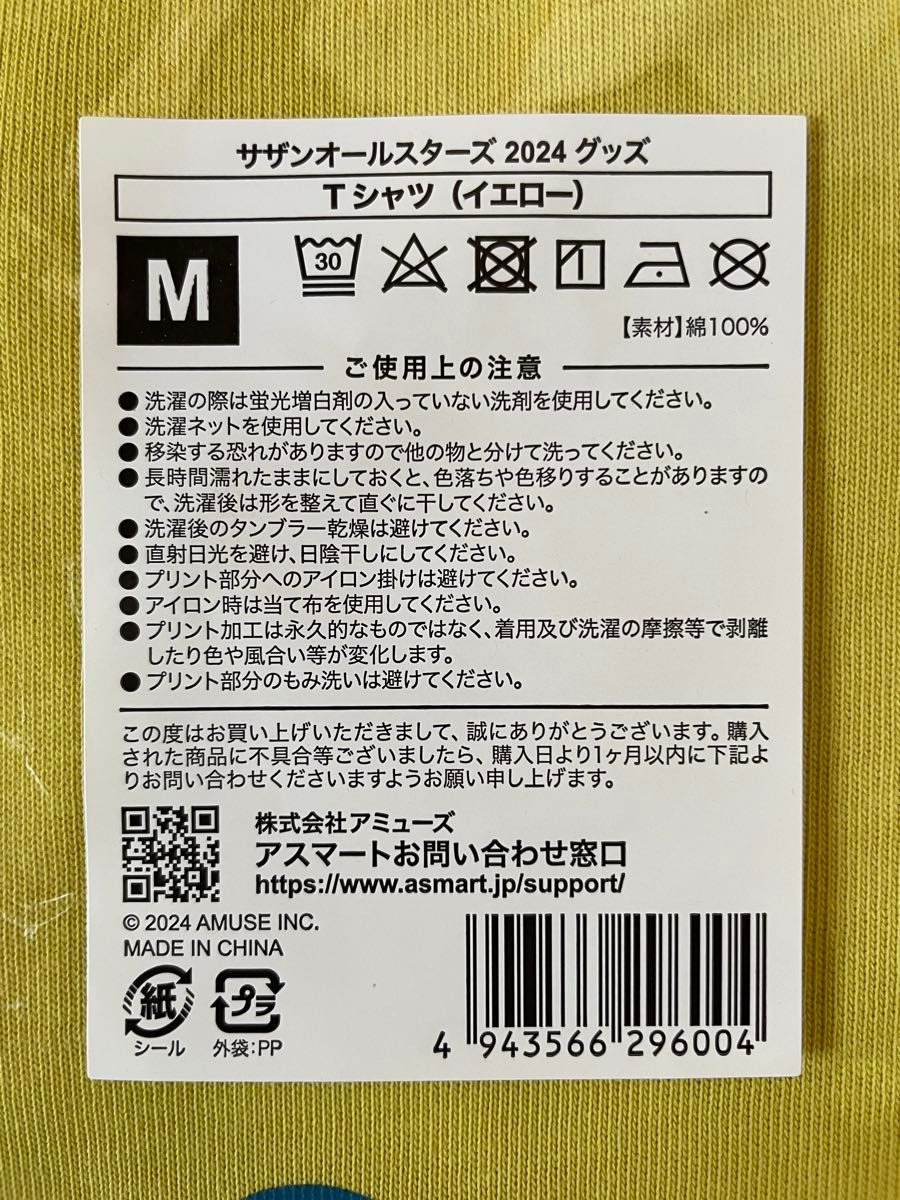 サザンオールスターズ 2024 グッズ
Tシャツ（イエロー）
M
30
【素材】綿100%
ご使用上の注意
● 洗濯の際は蛍光増白剤の入っていない洗剤を使用してください。
● 洗濯ネットを使用してください。
● 移染する恐れがありますので他の物と分けて洗ってください。
● 長時間濡れたままにしておくと、色落ちや色移りすることがありますの
で、洗濯後は形を整えて直ぐに干してください。
● 洗濯後のタンブラー乾燥は避けてください。
● 直射日光を避け、日陰干しにしてください。
● プリント部分へのアイロン掛けは避けてください。
● アイロン時は当て布を使用してください。
● プリント加工は永久的なものではなく、着用及び洗濯の摩擦等で剥離
したり色や風合い等が変化します。
● プリント部分のもみ洗いは避けてください。
この度はお買い上げいただきまして、誠にありがとうございます。購入
された商品に不具合等ございましたら、購入日より1ヶ月以内に下記よ
りお問い合わせくださいますようお願い申し上げます。
株式会社アミューズ
アスマートお問い合わせ窓口
https://www.asmart.jp/support/
© 2024 AMUSE INC.
MADE IN CHINA
紙
プラ
シール
外袋:PP
4 943566 296004